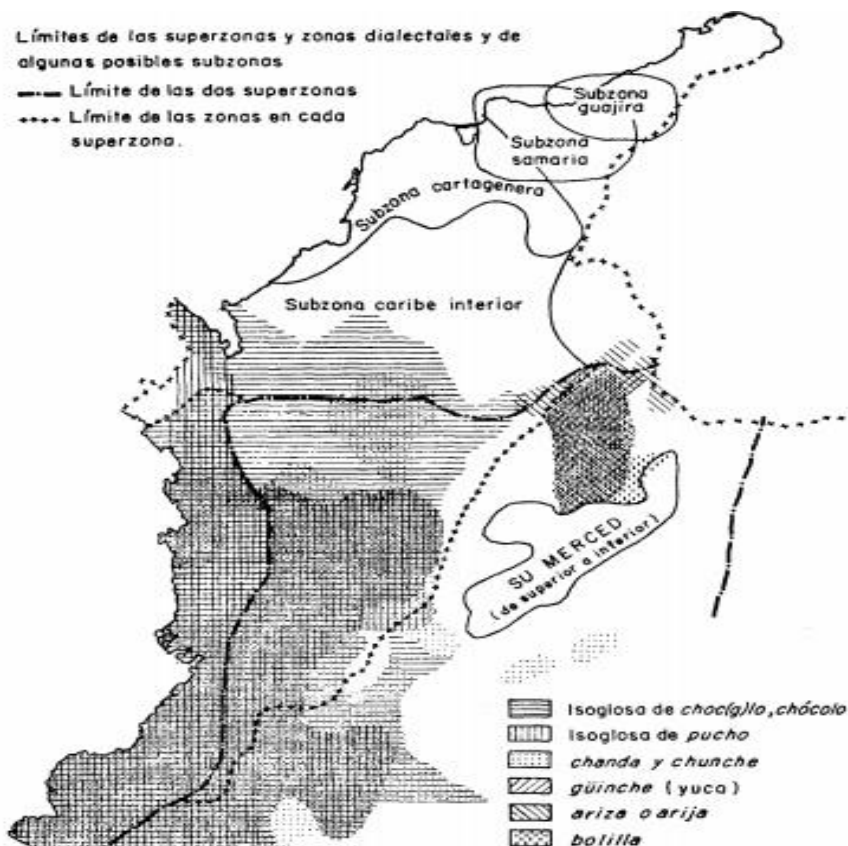 Límites de las superzonas y zonas dialectales y de
algunas posibles subzonas
Límite de las dos superzonas
Límite de las zonas en cada
superzona.
Subzona
guajira
Subzona
samaria
Subzona cartagenera
Subzona caribe interior
SU MERCED
(de superior a inferior)
Isoglosa de choc(g)lo, chócolo
Isoglosa de pucho
chanda y chunche
güinche (yuca)
ariza o arija
bolilla